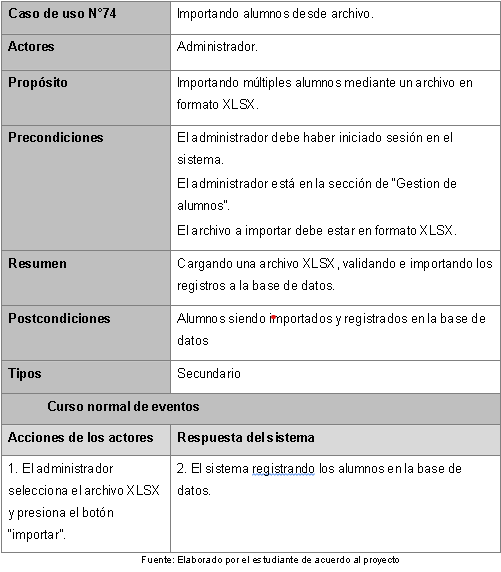 Caso de uso N°74 Importando alumnos desde archivo.
Actores Administrador.
Propósito Importando múltiples alumnos mediante un archivo en
formato XLSX.
Precondiciones El administrador debe haber iniciado sesión en el
sistema.
El administrador está en la sección de “Gestion de
alumnos”.
El archivo a importar debe estar en formato XLSX.
Resumen Cargando una archivo XLSX, validando e importando los
registros a la base de datos.
Postcondiciones Alumnos siendo importados y registrados en la base de
datos
Tipos Secundario
Curso normal de eventos
Acciones de los actores Respuesta del sistema
1. El administrador 2. El sistema registrando los alumnos en la base de
selecciona el archivo XLSX datos.
y presiona el botón
“importar”.
Fuente: Elaborado por el estudiante de acuerdo al proyecto